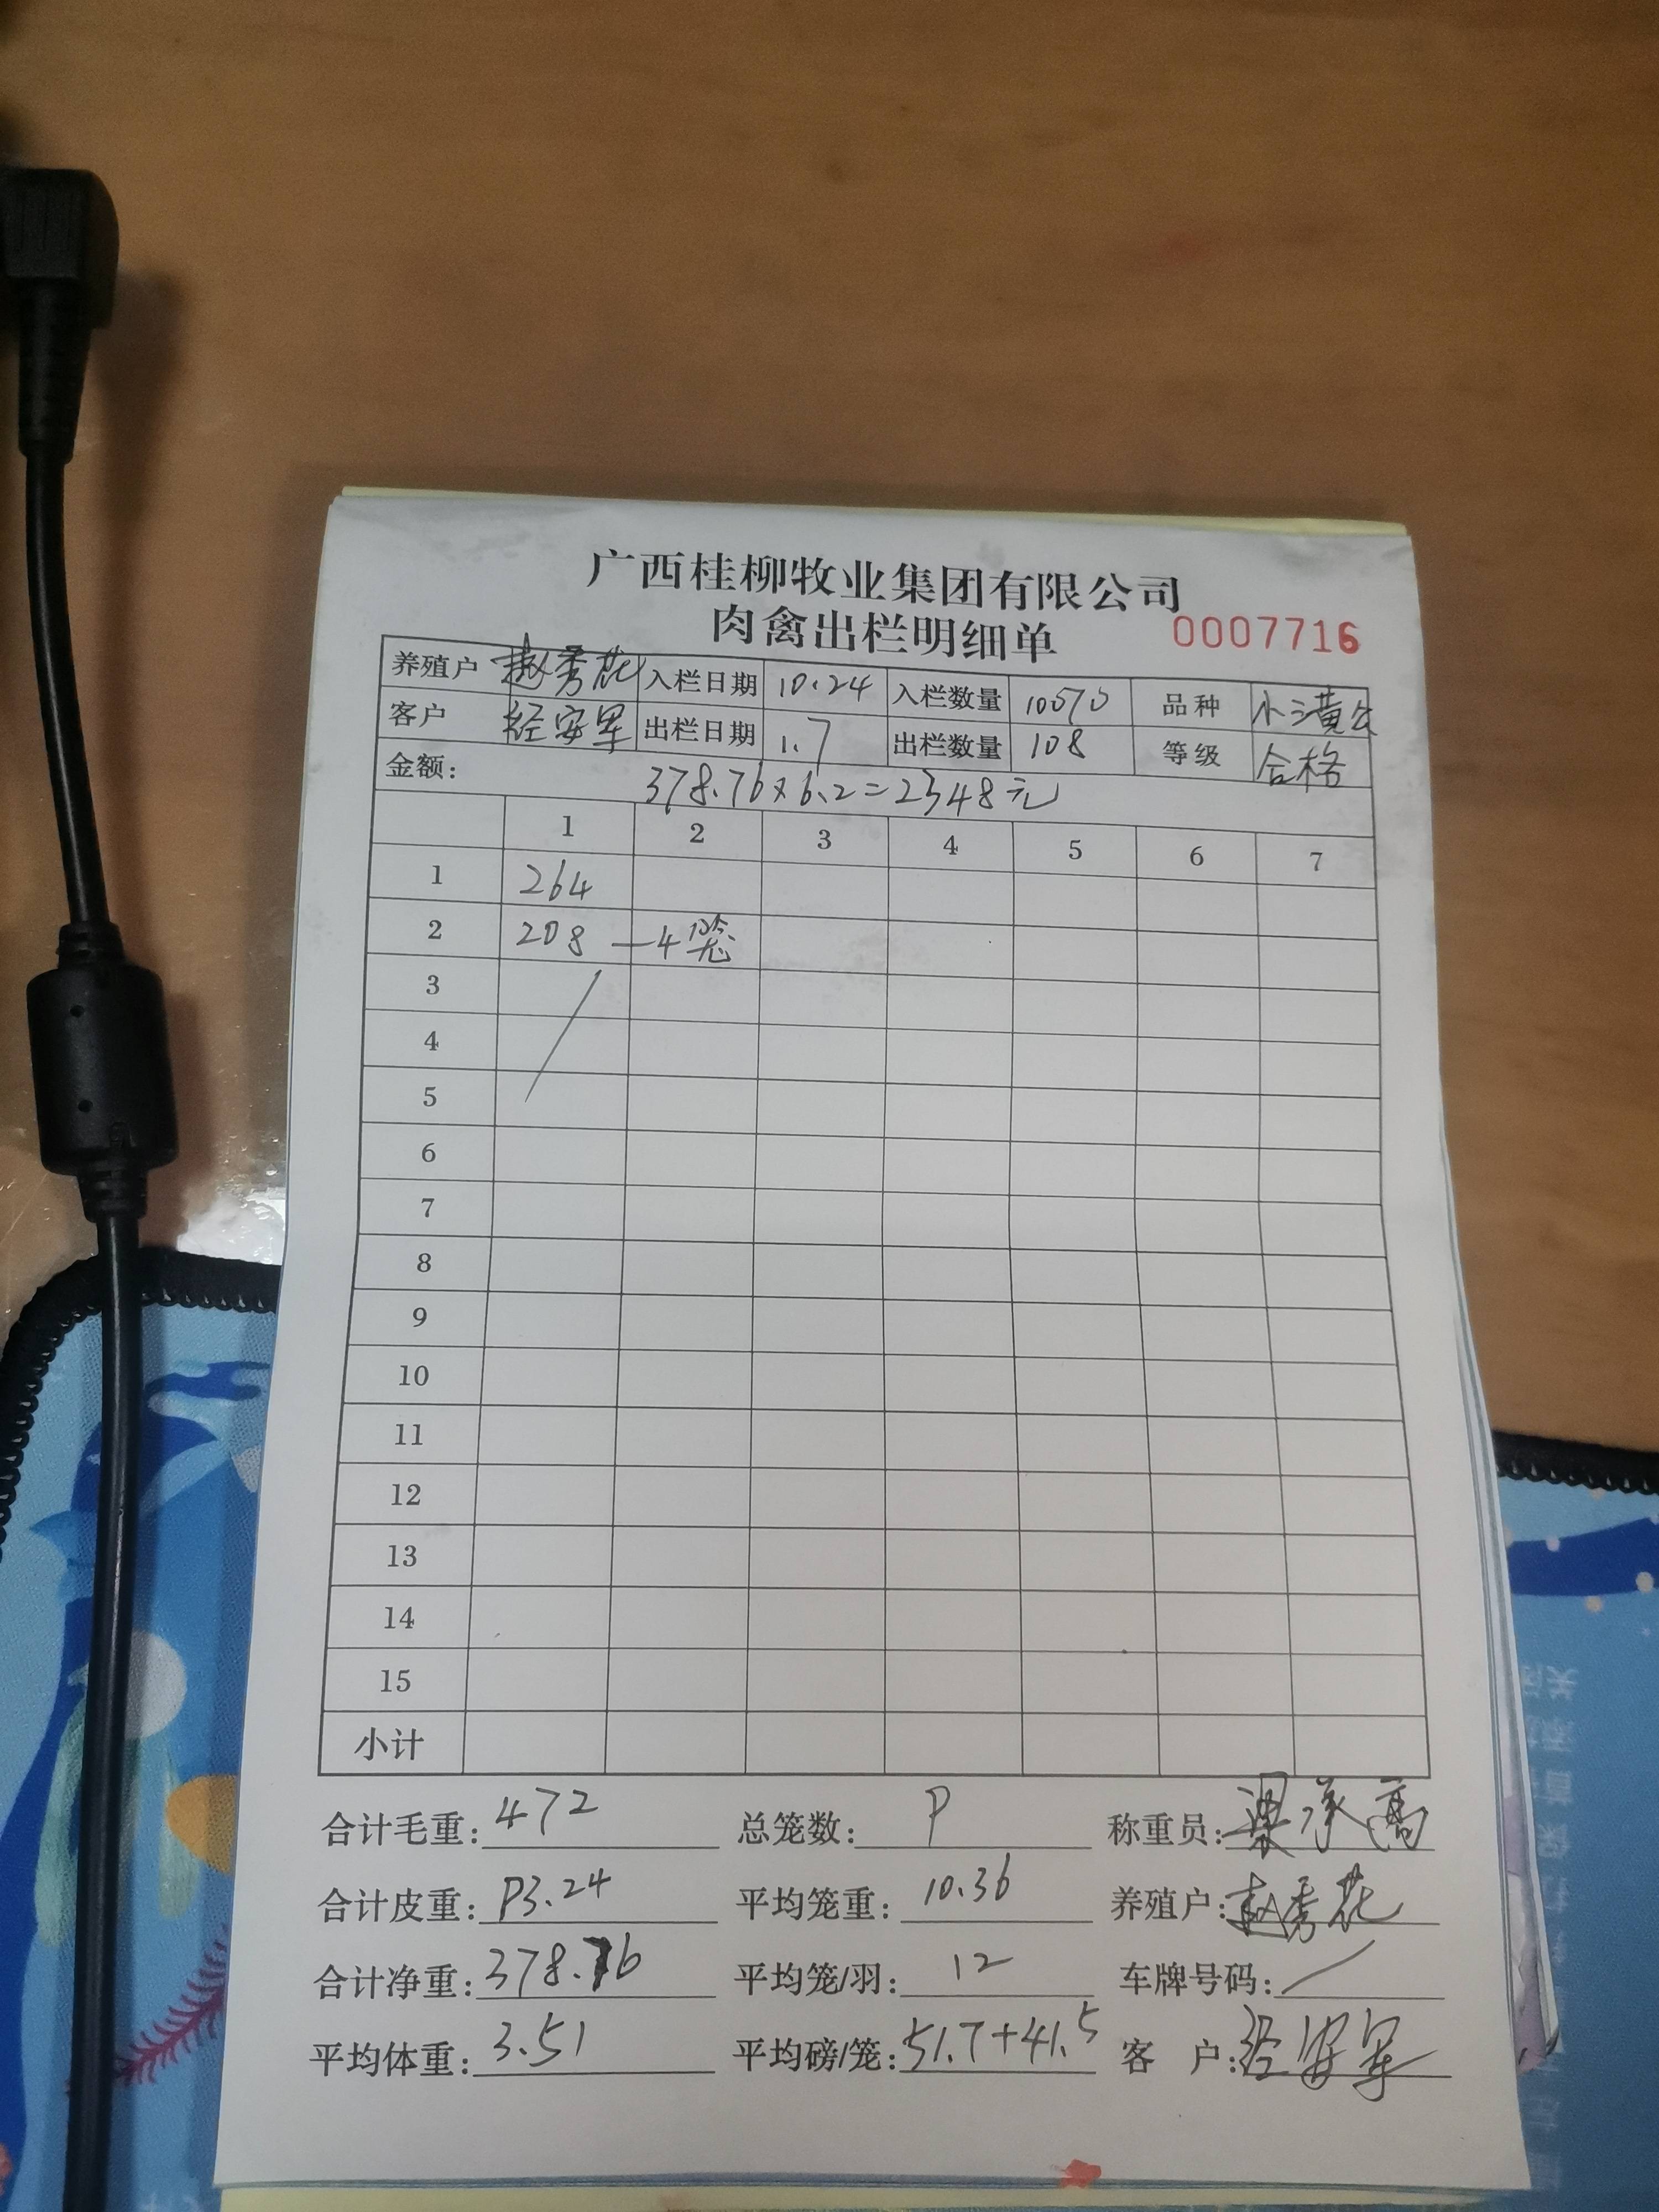 广西桂柳牧业集团有限公司
肉禽出栏明细单 0007716
养殖户 赵秀花 入栏日期 10.24 入栏数量 10570 品种 小三黄公
客户 经安军 出栏日期 1.7 出栏数量 108 等级 合格
金额: 378.76×6.2=2348元
1 2 3 4 5 6 7
1 264
2 208 —4笼
3
4
5
6
7
8
9
10
11
12
13
14
15
小计
合计毛重: 472 总笼数: 9 称重员: 梁承高
合计皮重: 93.24 平均笼重: 10.36 养殖户: 赵秀花
合计净重: 378.76 平均笼/羽: 12 车牌号码: /
平均体重: 3.51 平均磅/笼: 51.7+41.5 客 户: 经安军